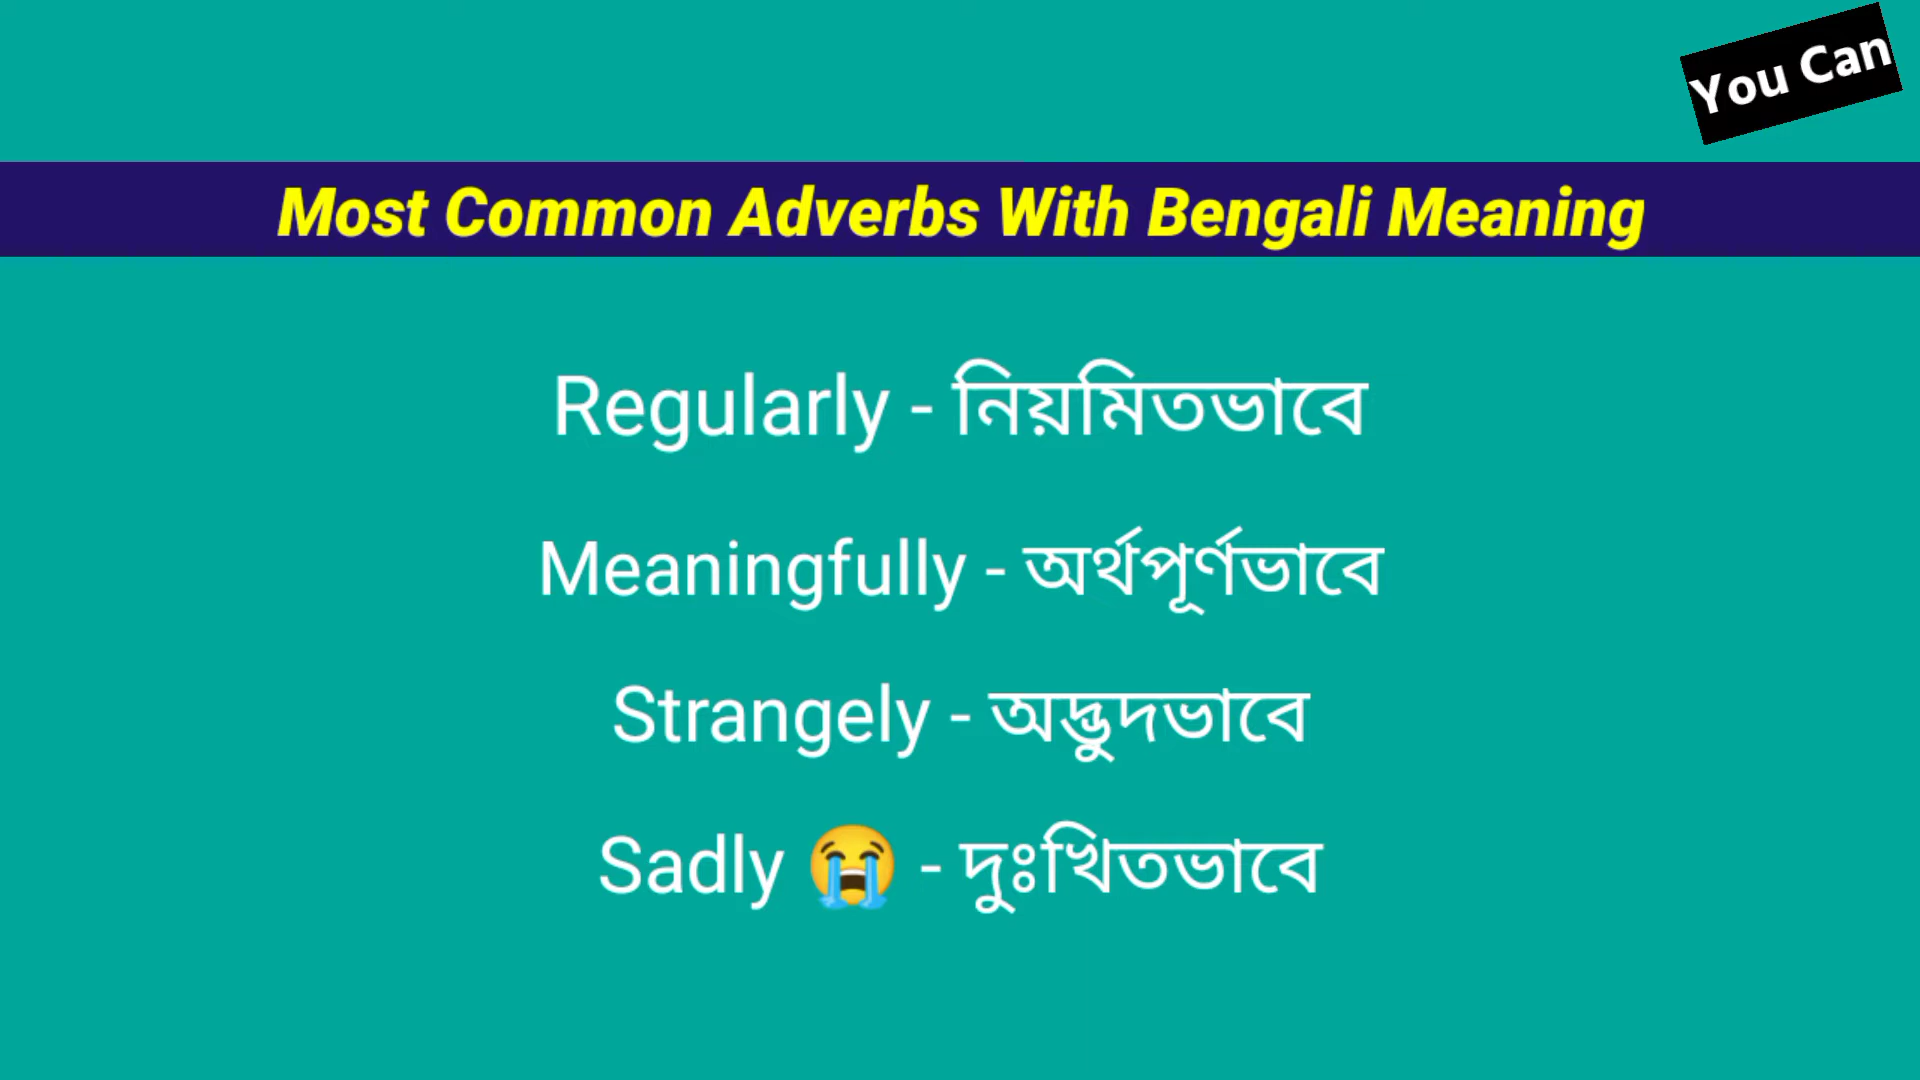 You Can
Most Common Adverbs With Bengali Meaning
Regularly - নিয়মিতভাবে
Meaningfully - অর্থপূর্ণভাবে
Strangely - অদ্ভুদভাবে
Sadly 😭 - দুঃখিতভাবে